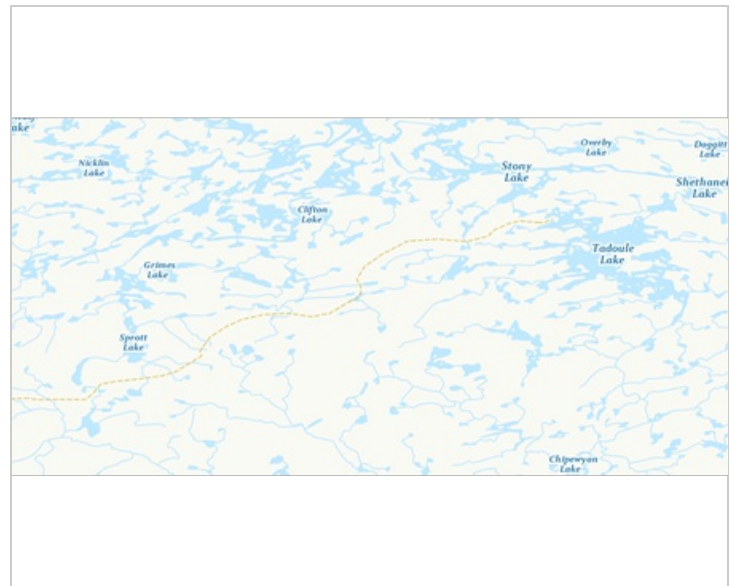 ake
Nicklin
Lake
Overby
Lake
Daggitt
Lake
Stony
Lake
Shethanei
Lake
Clifton
Lake
Tadoule
Lake
Grimes
Lake
Sprott
Lake
Chipewyan
Lake